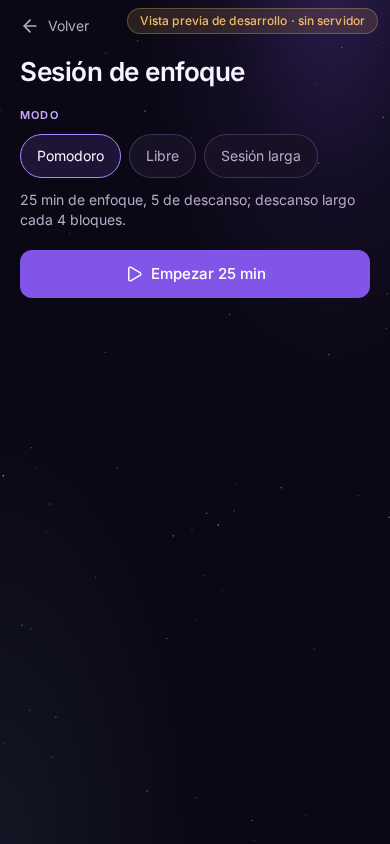 Volver
Vista previa de desarrollo · sin servidor
Sesión de enfoque
MODO
Pomodoro
Libre
Sesión larga
25 min de enfoque, 5 de descanso; descanso largo
cada 4 bloques.
Empezar 25 min